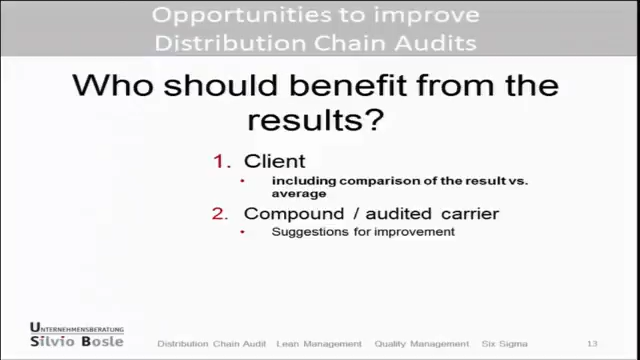 Opportunities to improve
Distribution Chain Audits
Who should benefit from the
results?
1. Client
• including comparison of the result vs.
average
2. Compound / audited carrier
• Suggestions for improvement
UNTERNEHMENSBERATUNG
Silvio Bosle
Distribution Chain Audit Lean Management Quality Management Six Sigma 13